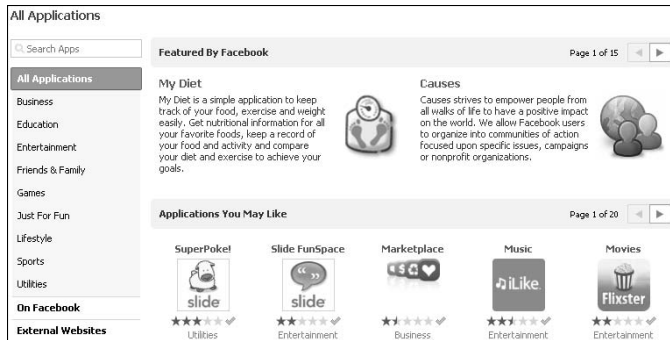 All Applications
Search Apps
All Applications
Business
Education
Entertainment
Friends & Family
Games
Just For Fun
Lifestyle
Sports
Utilities
On Facebook
External Websites
Featured By Facebook
Page 1 of 15
My Diet
My Diet is a simple application to keep
track of your food, exercise and weight
easily. Get nutritional information for all
your favorite foods, keep a record of
your food and activity and compare
your diet and exercise to achieve your
goals.
Causes
Causes strives to empower people from
all walks of life to have a positive impact
on the world. We allow Facebook users
to organize into communities of action
focused upon specific issues, campaigns
or nonprofit organizations.
Applications You May Like
Page 1 of 20
SuperPoke!
slide
Utilities
Slide FunSpace
slide
Entertainment
Marketplace
Business
Music
iLike
Entertainment
Movies
Flixster
Entertainment